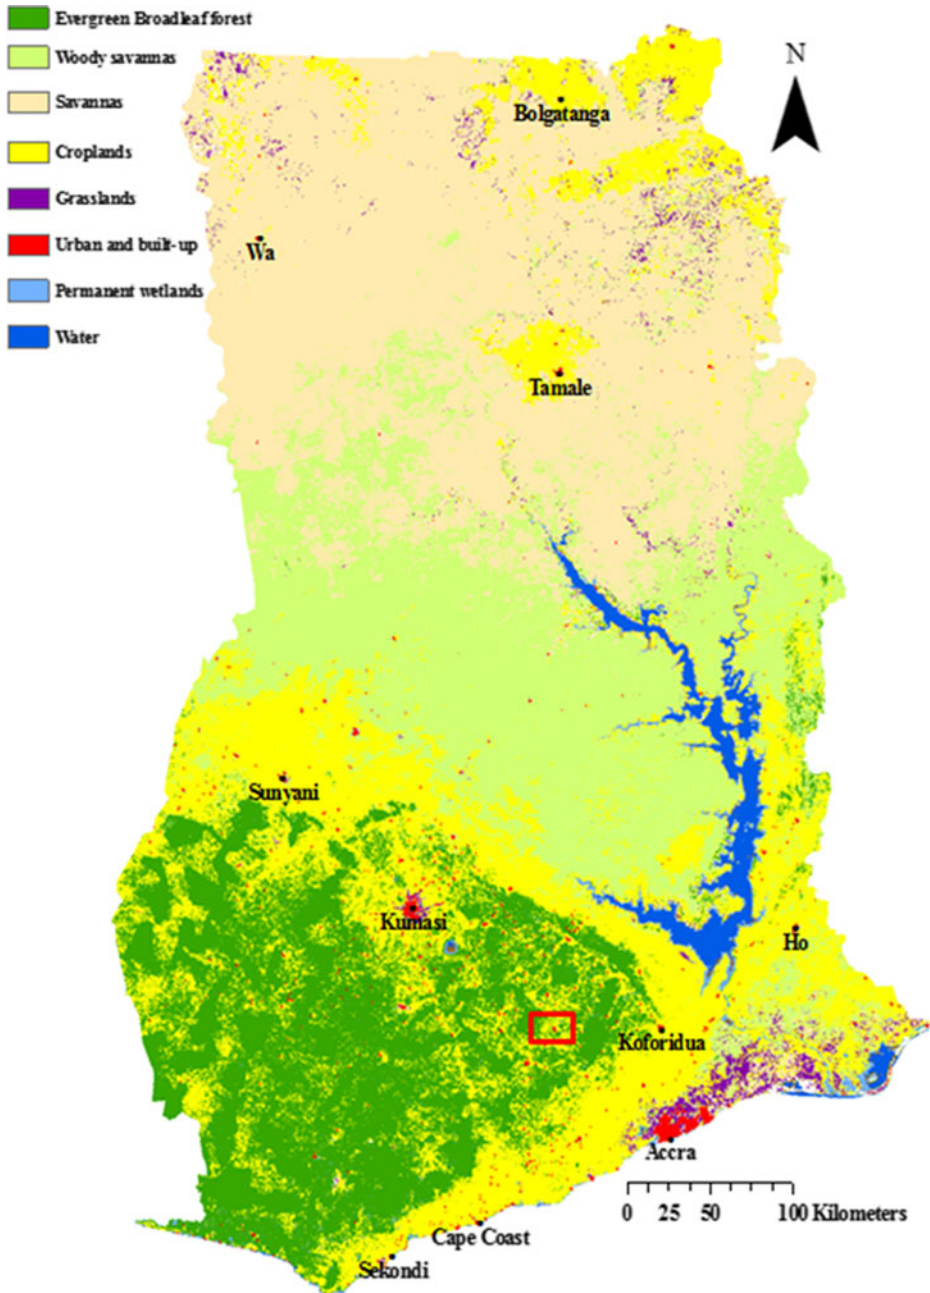 Evergreen Broadleaf forest
Woody savannas
Savannas
Croplands
Grasslands
Urban and built-up
Permanent wetlands
Water
N
Bolgatanga
Wa
Tamale
Sunyani
Kumasi
Ho
Koforidua
Accra
0 25 50 100 Kilometers
Cape Coast
Sekondi